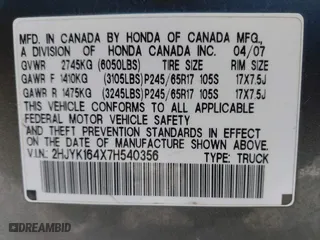 MFD. IN CANADA BY HONDA OF CANADA MFG.,
A DIVISION OF HONDA CANADA INC. 04/07
GVWR 2745KG (6050LBS) TIRE SIZE RIM SIZE
GAWR F 1410KG (3105LBS) P245/65R17 105S 17X7.5J
GAWR R 1475KG (3245LBS) P245/65R17 105S 17X7.5J
THIS VEHICLE CONFORMS TO ALL APPLICABLE
FEDERAL MOTOR VEHICLE SAFETY AND
THEFT PREVENTION STANDARDS IN EFFECT ON
THE DATE OF MANUFACTURE SHOWN ABOVE.
V.I.N: 2HJYK164X7H540356 TYPE: TRUCK
© DREAMYBID.COM